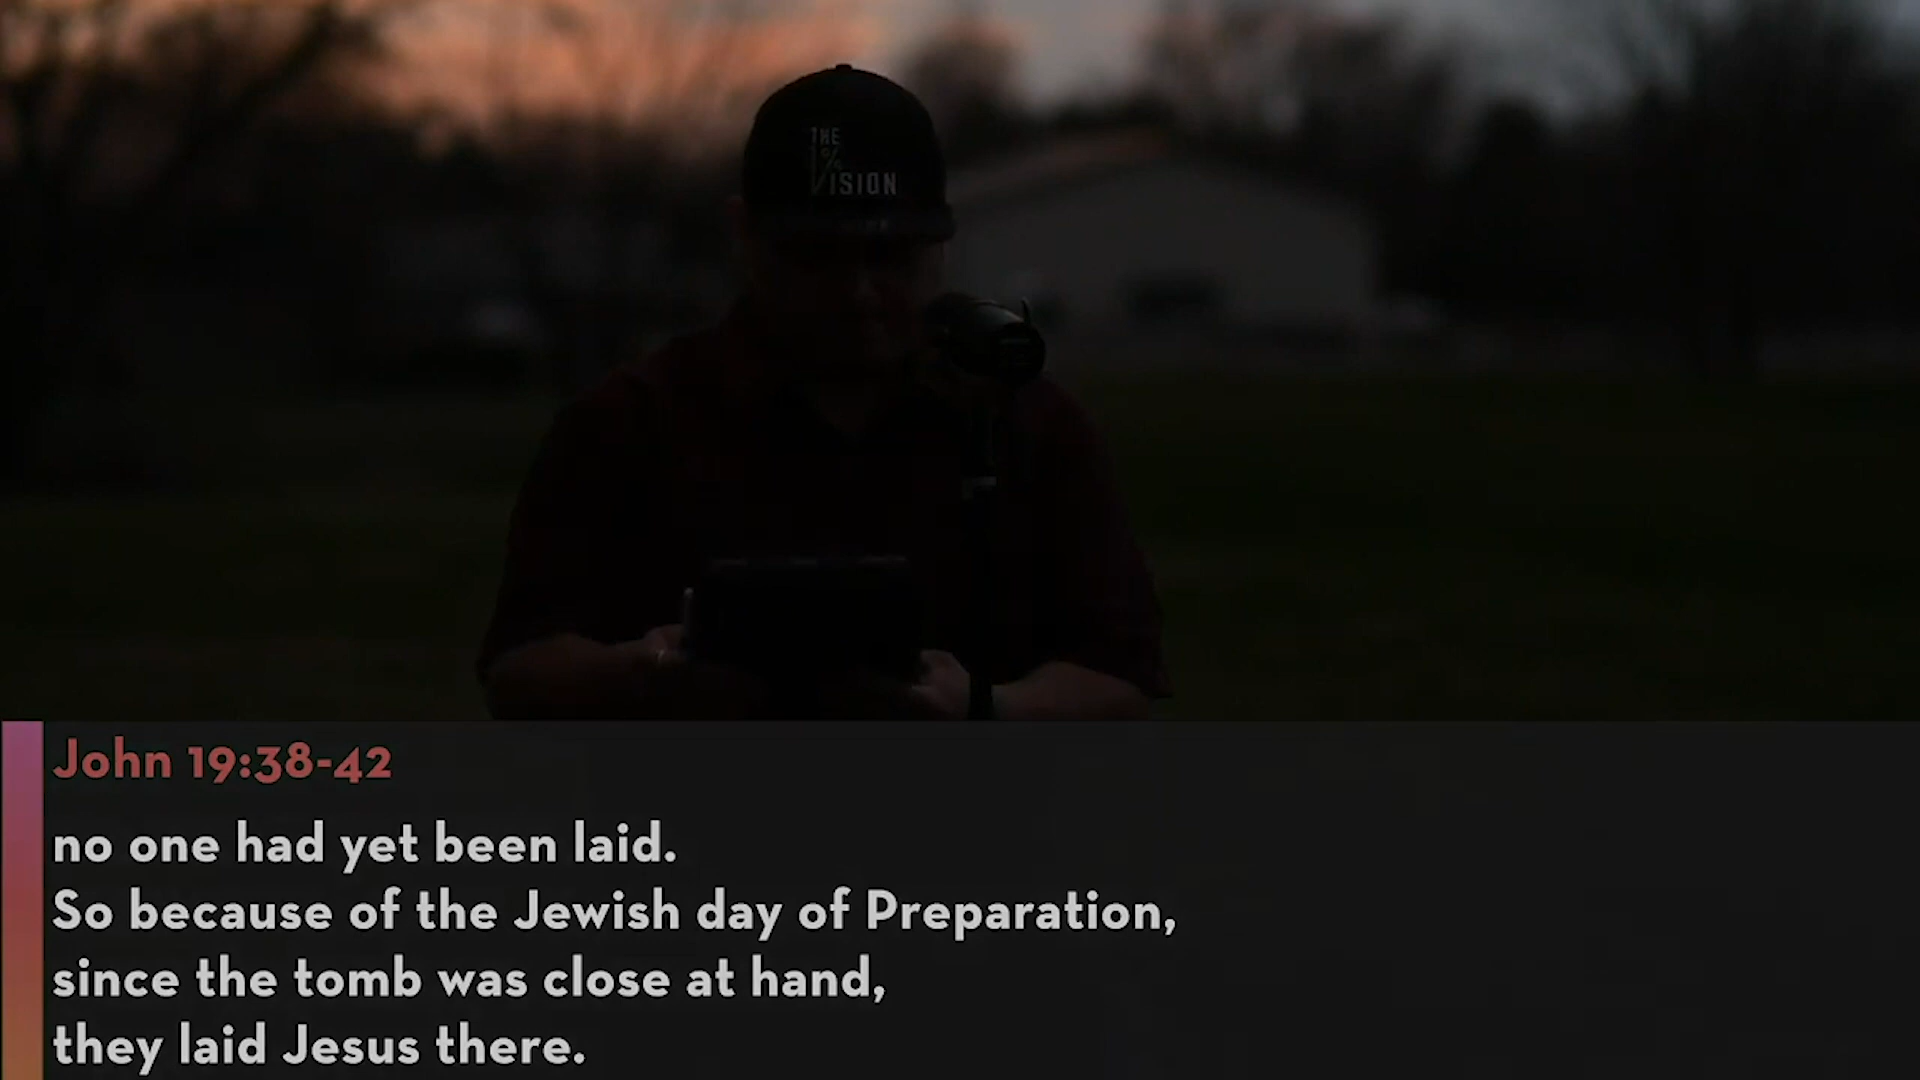 THE
%
VISION
John 19:38-42
no one had yet been laid.
So because of the Jewish day of Preparation,
since the tomb was close at hand,
they laid Jesus there.